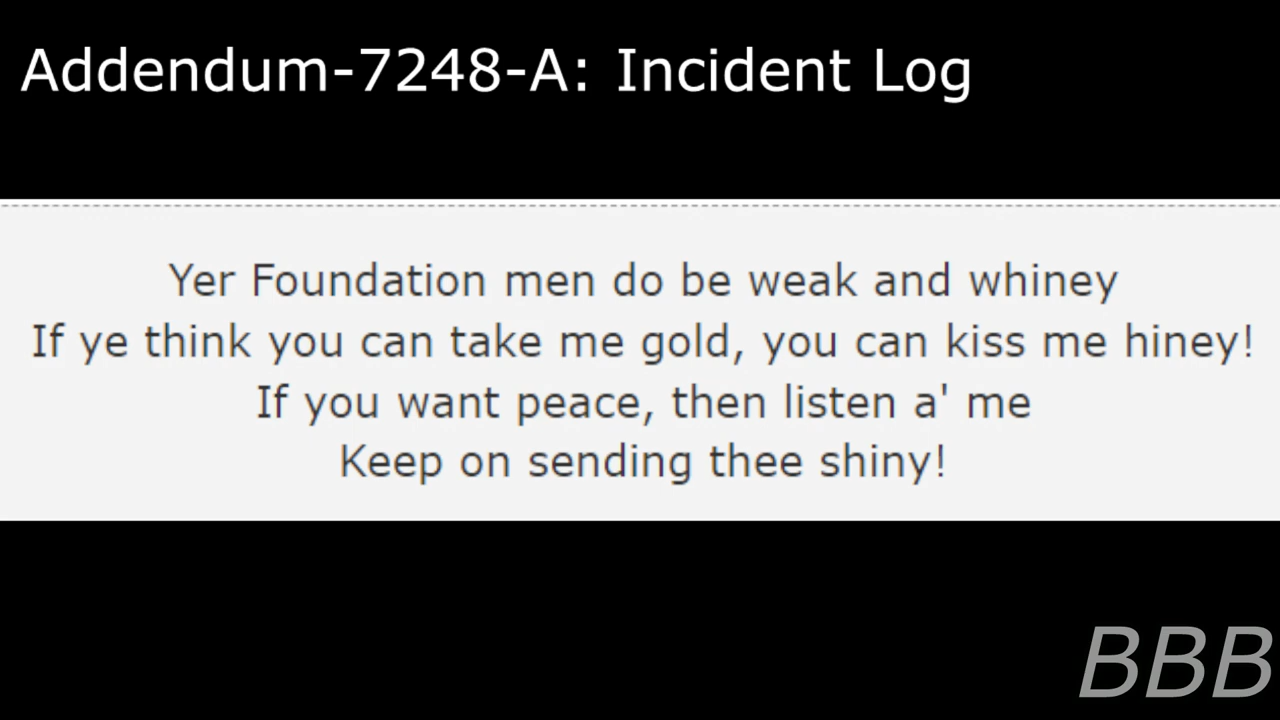 Addendum-7248-A: Incident Log
Yer Foundation men do be weak and whiney
If ye think you can take me gold, you can kiss me hiney!
If you want peace, then listen a' me
Keep on sending thee shiny!
BBB